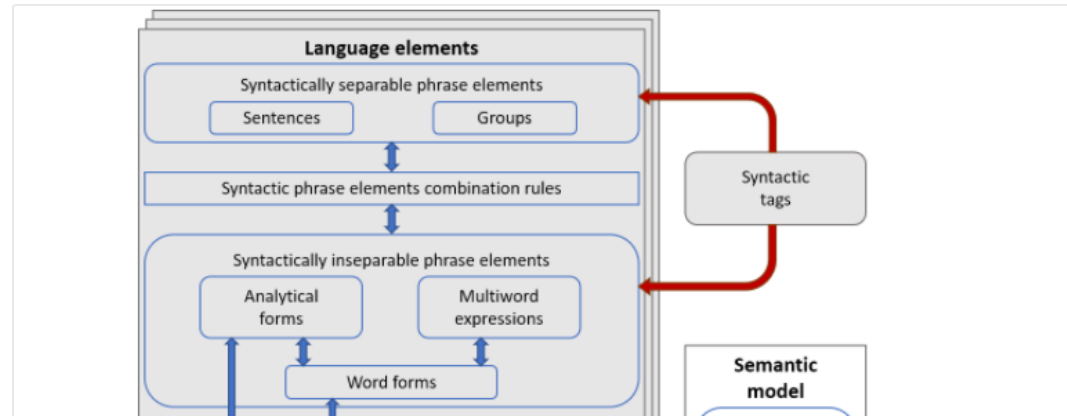 Language elements
Syntactically separable phrase elements
Sentences
Groups
Syntactic phrase elements combination rules
Syntactic
tags
Syntactically inseparable phrase elements
Analytical
forms
Multiword
expressions
Word forms
Semantic
model